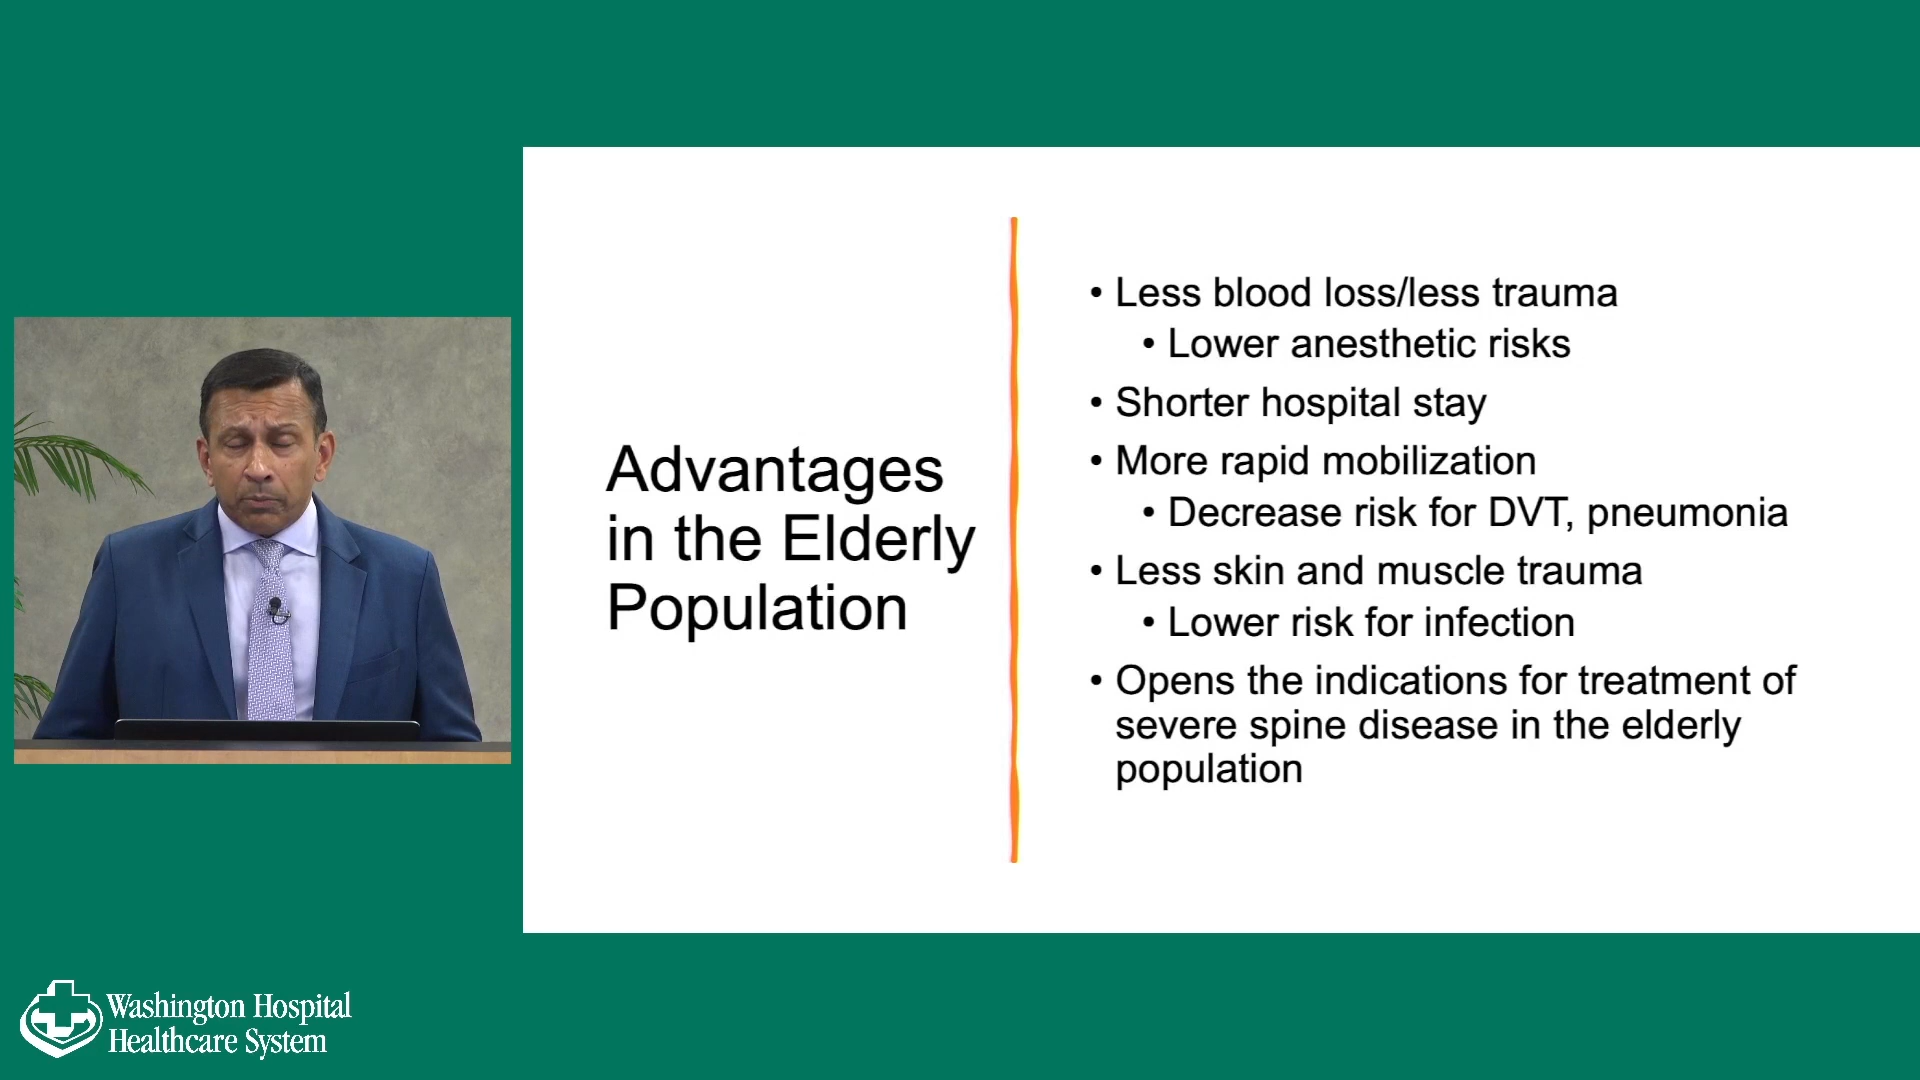 Advantages
in the Elderly
Population
• Less blood loss/less trauma
• Lower anesthetic risks
• Shorter hospital stay
• More rapid mobilization
• Decrease risk for DVT, pneumonia
• Less skin and muscle trauma
• Lower risk for infection
• Opens the indications for treatment of
severe spine disease in the elderly
population
Washington Hospital
Healthcare System